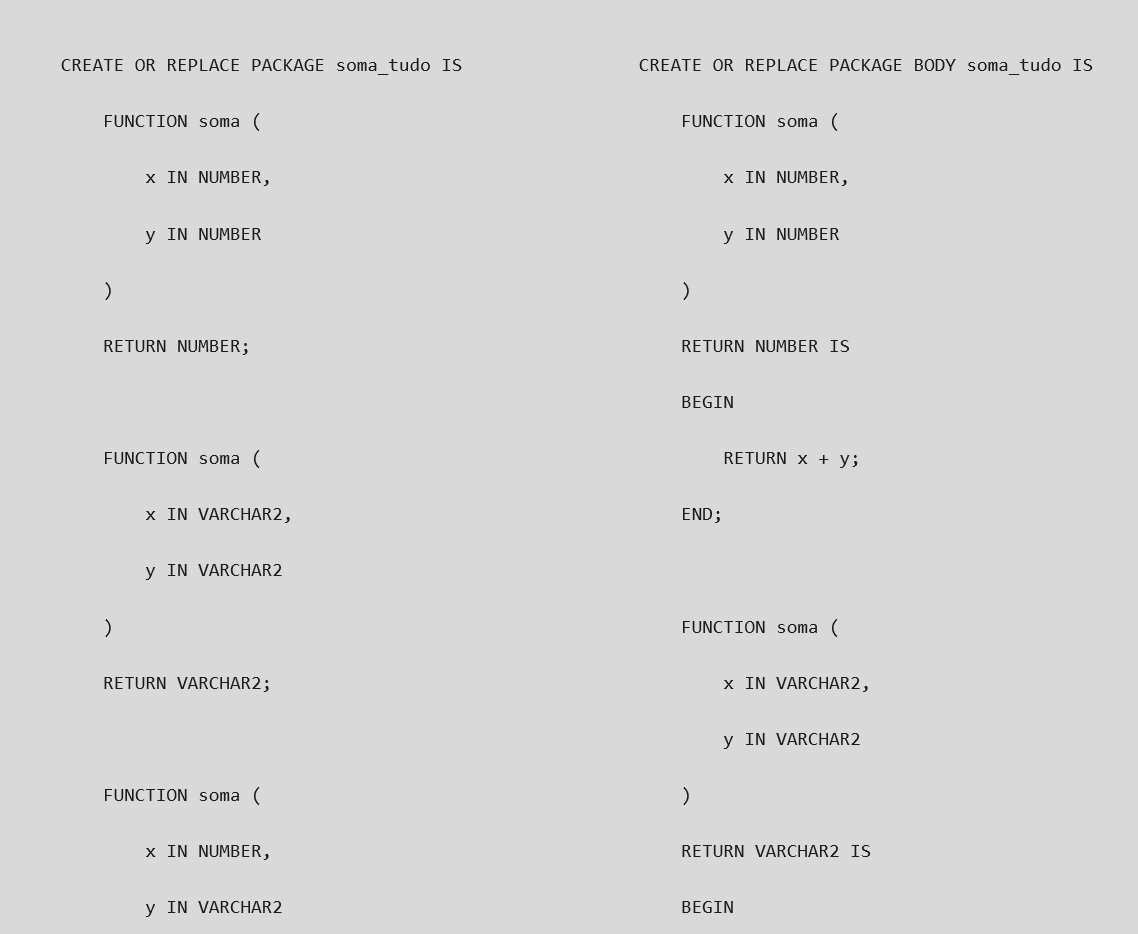 CREATE OR REPLACE PACKAGE soma_tudo IS
FUNCTION soma (
x IN NUMBER,
y IN NUMBER
)
RETURN NUMBER;
FUNCTION soma (
x IN VARCHAR2,
y IN VARCHAR2
)
RETURN VARCHAR2;
FUNCTION soma (
x IN NUMBER,
y IN VARCHAR2
CREATE OR REPLACE PACKAGE BODY soma_tudo IS
FUNCTION soma (
x IN NUMBER,
y IN NUMBER
)
RETURN NUMBER IS
BEGIN
RETURN x + y;
END;
FUNCTION soma (
x IN VARCHAR2,
y IN VARCHAR2
)
RETURN VARCHAR2 IS
BEGIN